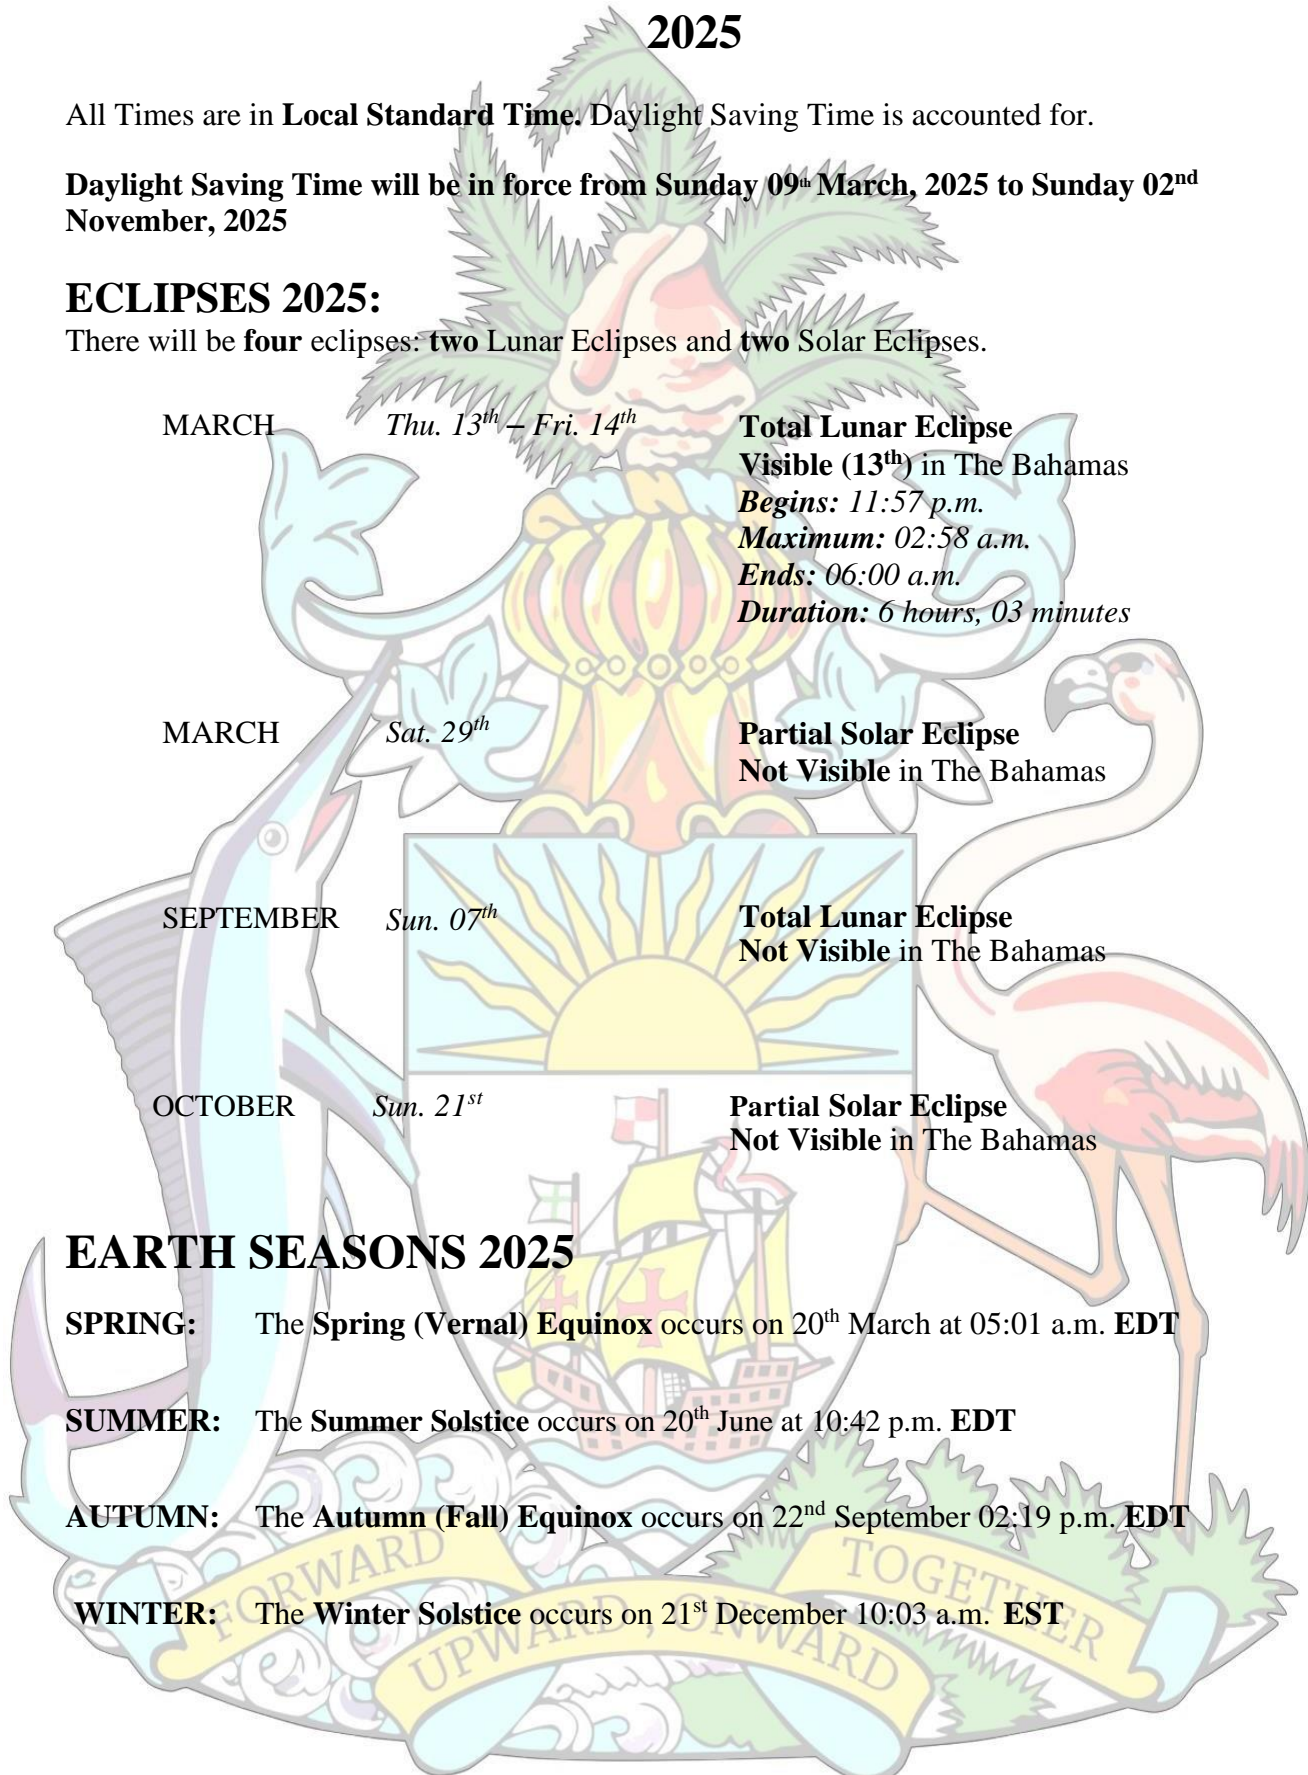 2025
All Times are in Local Standard Time. Daylight Saving Time is accounted for.
Daylight Saving Time will be in force from Sunday 09th March, 2025 to Sunday 02nd
November, 2025
ECLIPSES 2025:
There will be four eclipses: two Lunar Eclipses and two Solar Eclipses.
MARCH Thu. 13th – Fri. 14th Total Lunar Eclipse
Visible (13th) in The Bahamas
Begins: 11:57 p.m.
Maximum: 02:58 a.m.
Ends: 06:00 a.m.
Duration: 6 hours, 03 minutes
MARCH Sat. 29th Partial Solar Eclipse
Not Visible in The Bahamas
SEPTEMBER Sun. 07th Total Lunar Eclipse
Not Visible in The Bahamas
OCTOBER Sun. 21st Partial Solar Eclipse
Not Visible in The Bahamas
EARTH SEASONS 2025
SPRING: The Spring (Vernal) Equinox occurs on 20th March at 05:01 a.m. EDT
SUMMER: The Summer Solstice occurs on 20th June at 10:42 p.m. EDT
AUTUMN: The Autumn (Fall) Equinox occurs on 22nd September 02:19 p.m. EDT
WINTER: The Winter Solstice occurs on 21st December 10:03 a.m. EST
FORWARD
UPWARD, ONWARD
TOGETHER